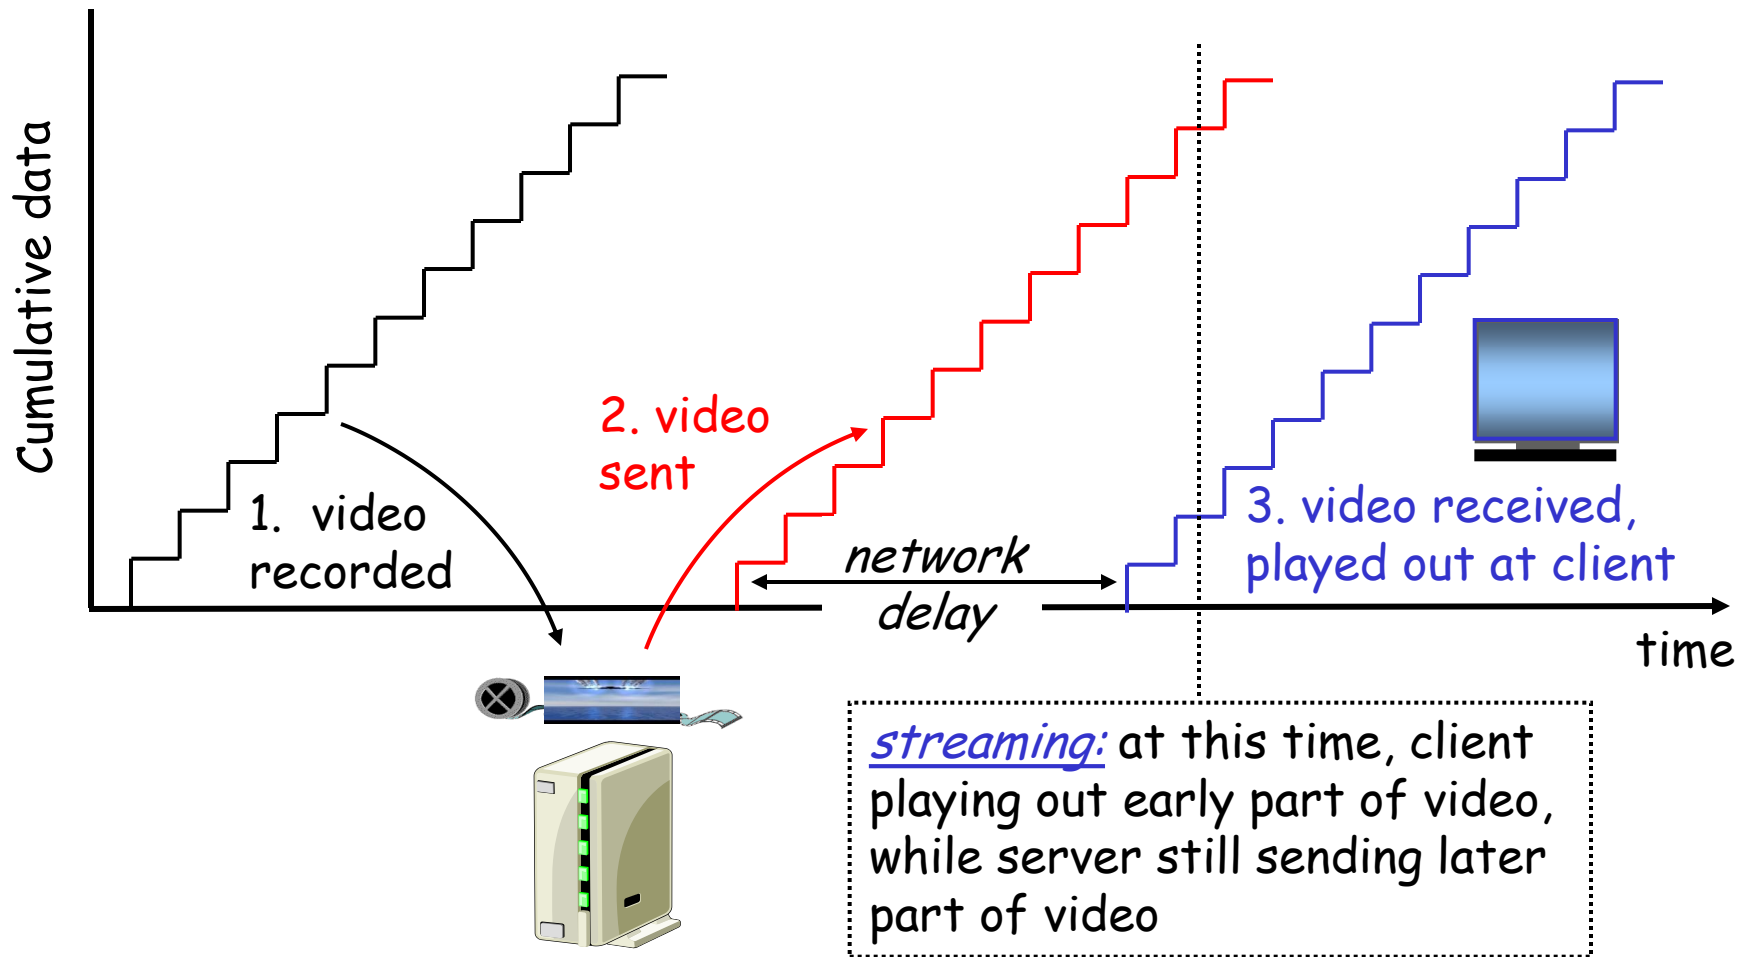 Cumulative data
1. video
recorded
2. video
sent
network
delay
3. video received,
played out at client
time
streaming: at this time, client
playing out early part of video,
while server still sending later
part of video